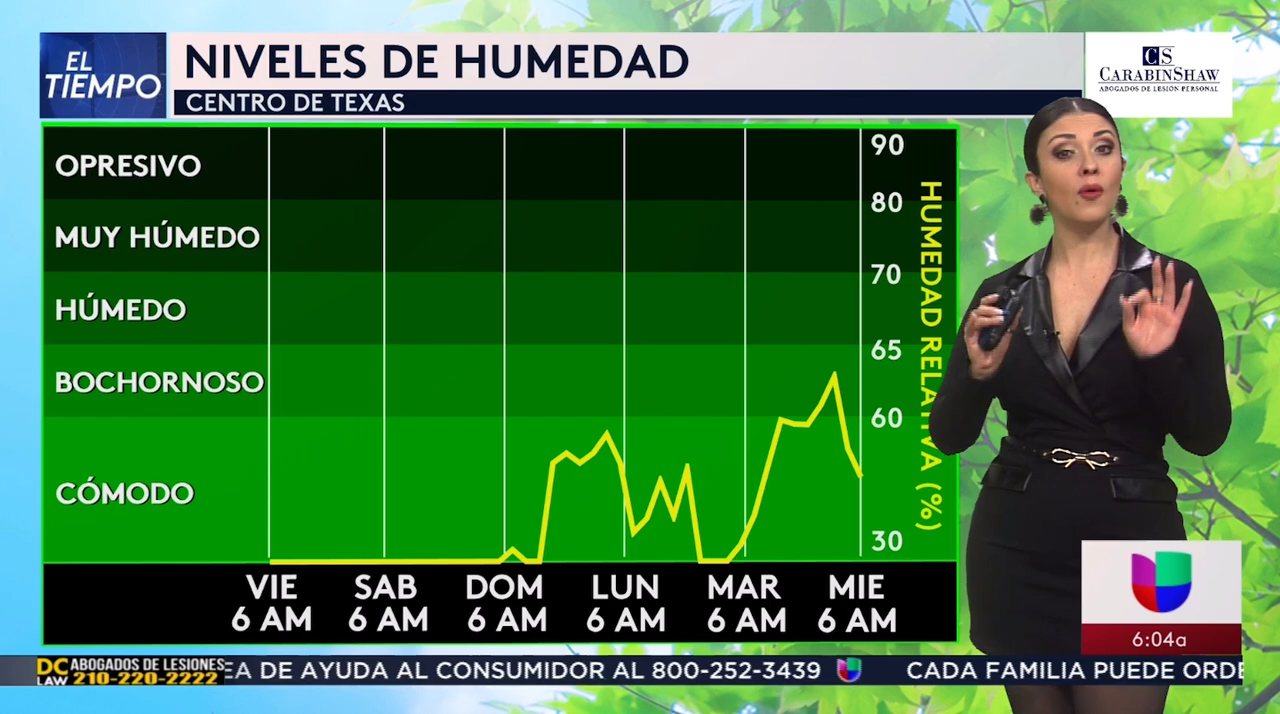 EL
TIEMPO
NIVELES DE HUMEDAD
CENTRO DE TEXAS
CS
CARABINSHAW
ABOGADOS DE LESIÓN PERSONAL
OPRESIVO
MUY HÚMEDO
HÚMEDO
BOCHORNOSO
CÓMODO
90
80
70
65
60
30
HUMEDAD RELATIVA (%)
VIE
6 AM
SAB
6 AM
DOM
6 AM
LUN
6 AM
MAR
6 AM
MIE
6 AM
6:04a
DC ABOGADOS DE LESIONES
LAW 210-220-2222
EA DE AYUDA AL CONSUMIDOR AL 800-252-3439 CADA FAMILIA PUEDE ORDE